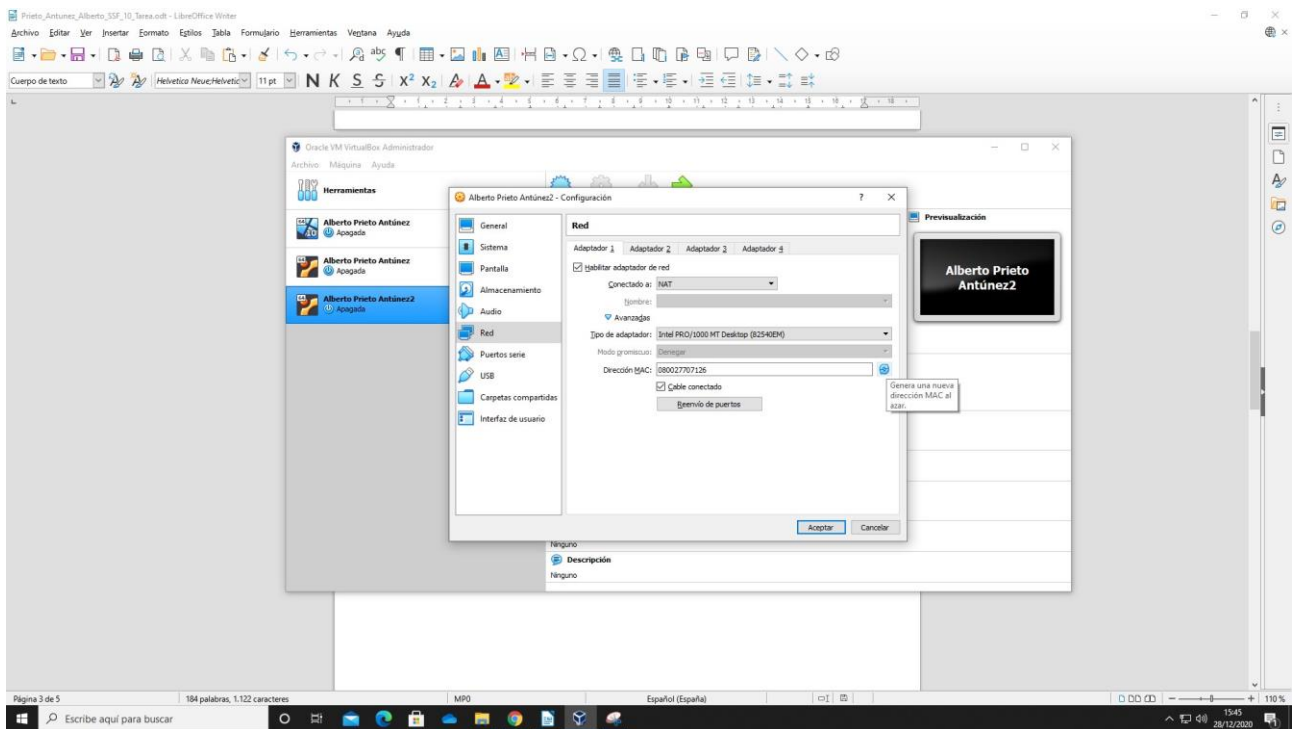 Prieto_Antunez_Alberto_SSF_10_Tarea.odt - LibreOffice Writer
Archivo Editar Ver Insertar Formato Estilos Tabla Formulario Herramientas Ventana Ayuda
Cuerpo de texto
Helvetica Neue;Helvetic
11 pt
N K S S X² X₂
Oracle VM VirtualBox Administrador
Archivo Máquina Ayuda
Herramientas
Alberto Prieto Antúnez
Apagada
Alberto Prieto Antúnez
Apagada
Alberto Prieto Antúnez2
Apagada
Alberto Prieto Antúnez2 - Configuración
General
Sistema
Pantalla
Almacenamiento
Audio
Red
Puertos serie
USB
Carpetas compartidas
Interfaz de usuario
Red
Adaptador 1 Adaptador 2 Adaptador 3 Adaptador 4
Habilitar adaptador de red
Conectado a: NAT
Nombre:
Avanzadas
Tipo de adaptador: Intel PRO/1000 MT Desktop (82540EM)
Modo promiscuo: Denegar
Dirección MAC: 080027707126
Cable conectado
Reenvío de puertos
Genera una nueva
dirección MAC al
azar.
Aceptar Cancelar
Previsualización
Alberto Prieto
Antúnez2
Ninguno
Descripción
Ninguno
Página 3 de 5 184 palabras, 1.122 caracteres MP0 Español (España) 110 %
Escribe aquí para buscar
15:45
28/12/2020